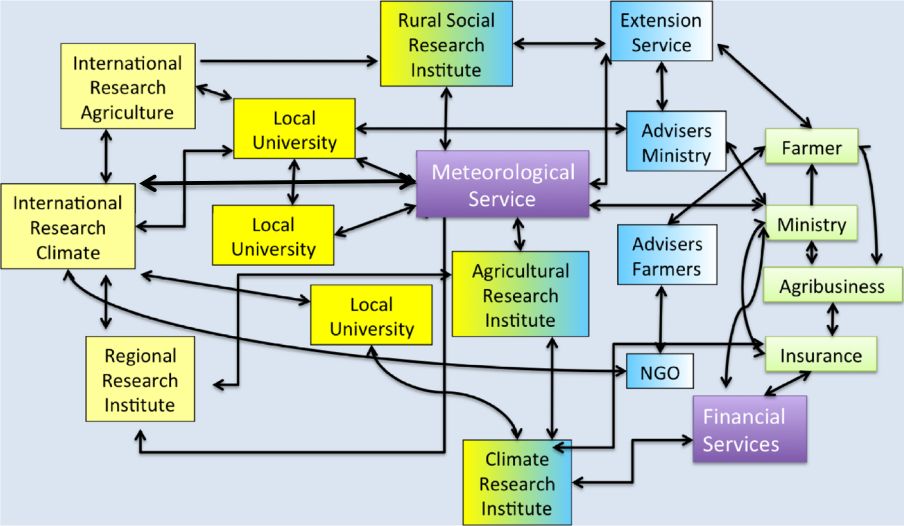 Rural Social
Research
Institute
Extension
Service
International
Research
Agriculture
Local
University
Advisers
Ministry
Farmer
Meteorological
Service
International
Research
Climate
Local
University
Advisers
Farmers
Ministry
Agricultural
Research
Institute
Agribusiness
Local
University
Regional
Research
Institute
NGO
Insurance
Financial
Services
Climate
Research
Institute